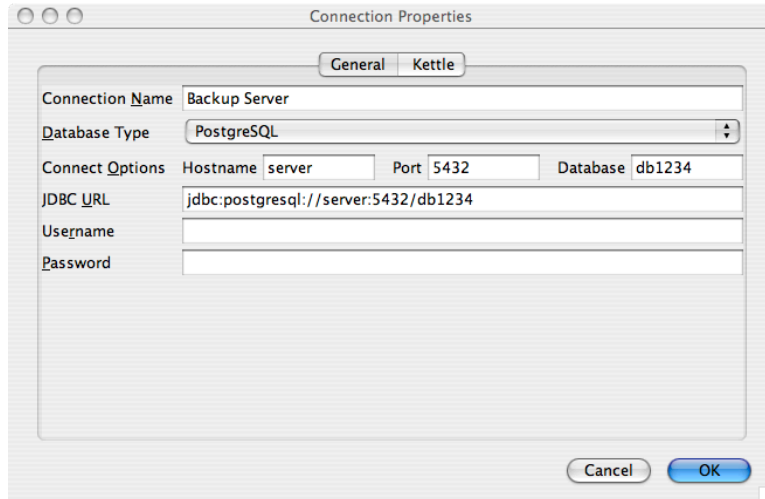 Connection Properties
General Kettle
Connection Name Backup Server
Database Type PostgreSQL
Connect Options Hostname server Port 5432 Database db1234
JDBC URL jdbc:postgresql://server:5432/db1234
Username
Password
Cancel OK